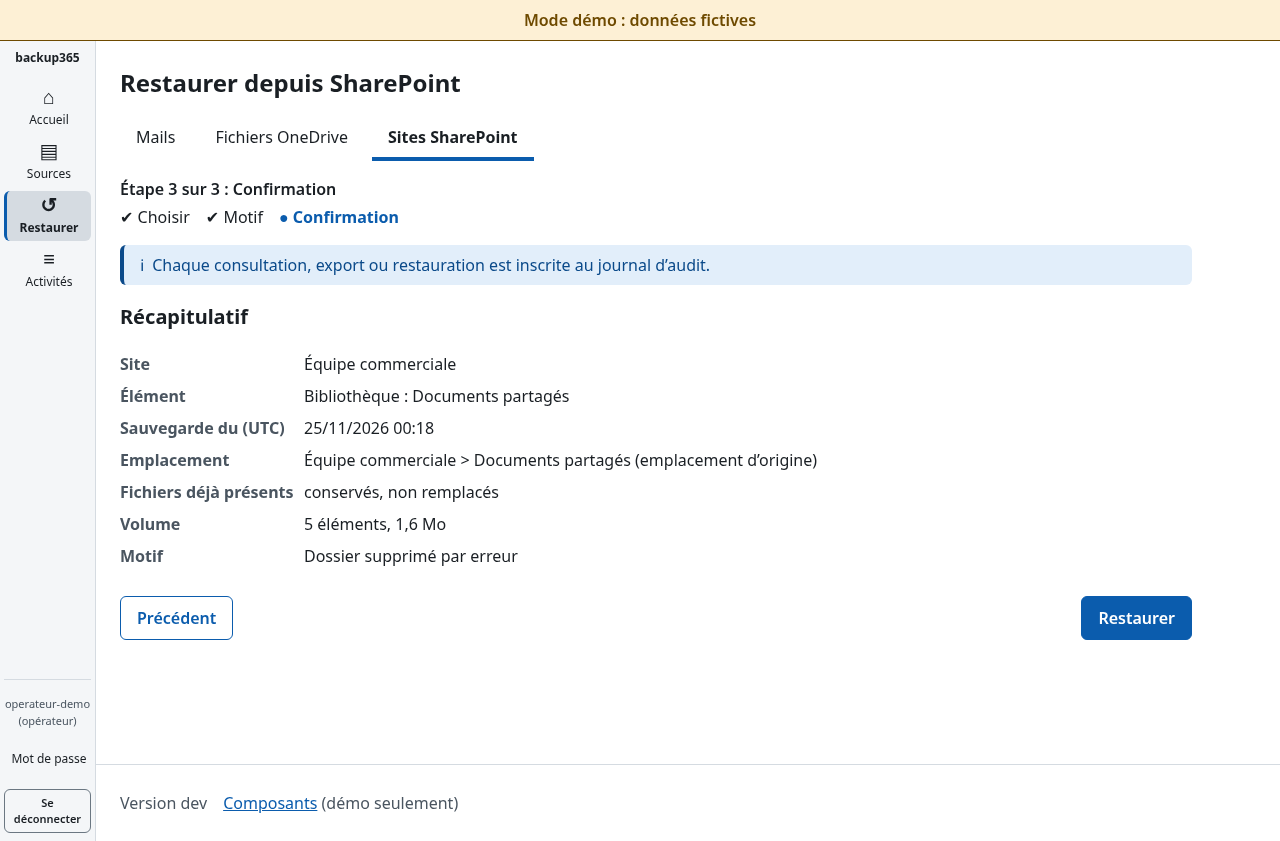 Mode démo : données fictives
backup365
Accueil
Sources
Restaurer
Activités
operateur-demo
(opérateur)
Mot de passe
Se
déconnecter
Restaurer depuis SharePoint
Mails Fichiers OneDrive Sites SharePoint
Étape 3 sur 3 : Confirmation
✔ Choisir ✔ Motif ● Confirmation
i Chaque consultation, export ou restauration est inscrite au journal d’audit.
Récapitulatif
Site Équipe commerciale
Élément Bibliothèque : Documents partagés
Sauvegarde du (UTC) 25/11/2026 00:18
Emplacement Équipe commerciale > Documents partagés (emplacement d’origine)
Fichiers déjà présents conservés, non remplacés
Volume 5 éléments, 1,6 Mo
Motif Dossier supprimé par erreur
Précédent Restaurer
Version dev Composants (démo seulement)